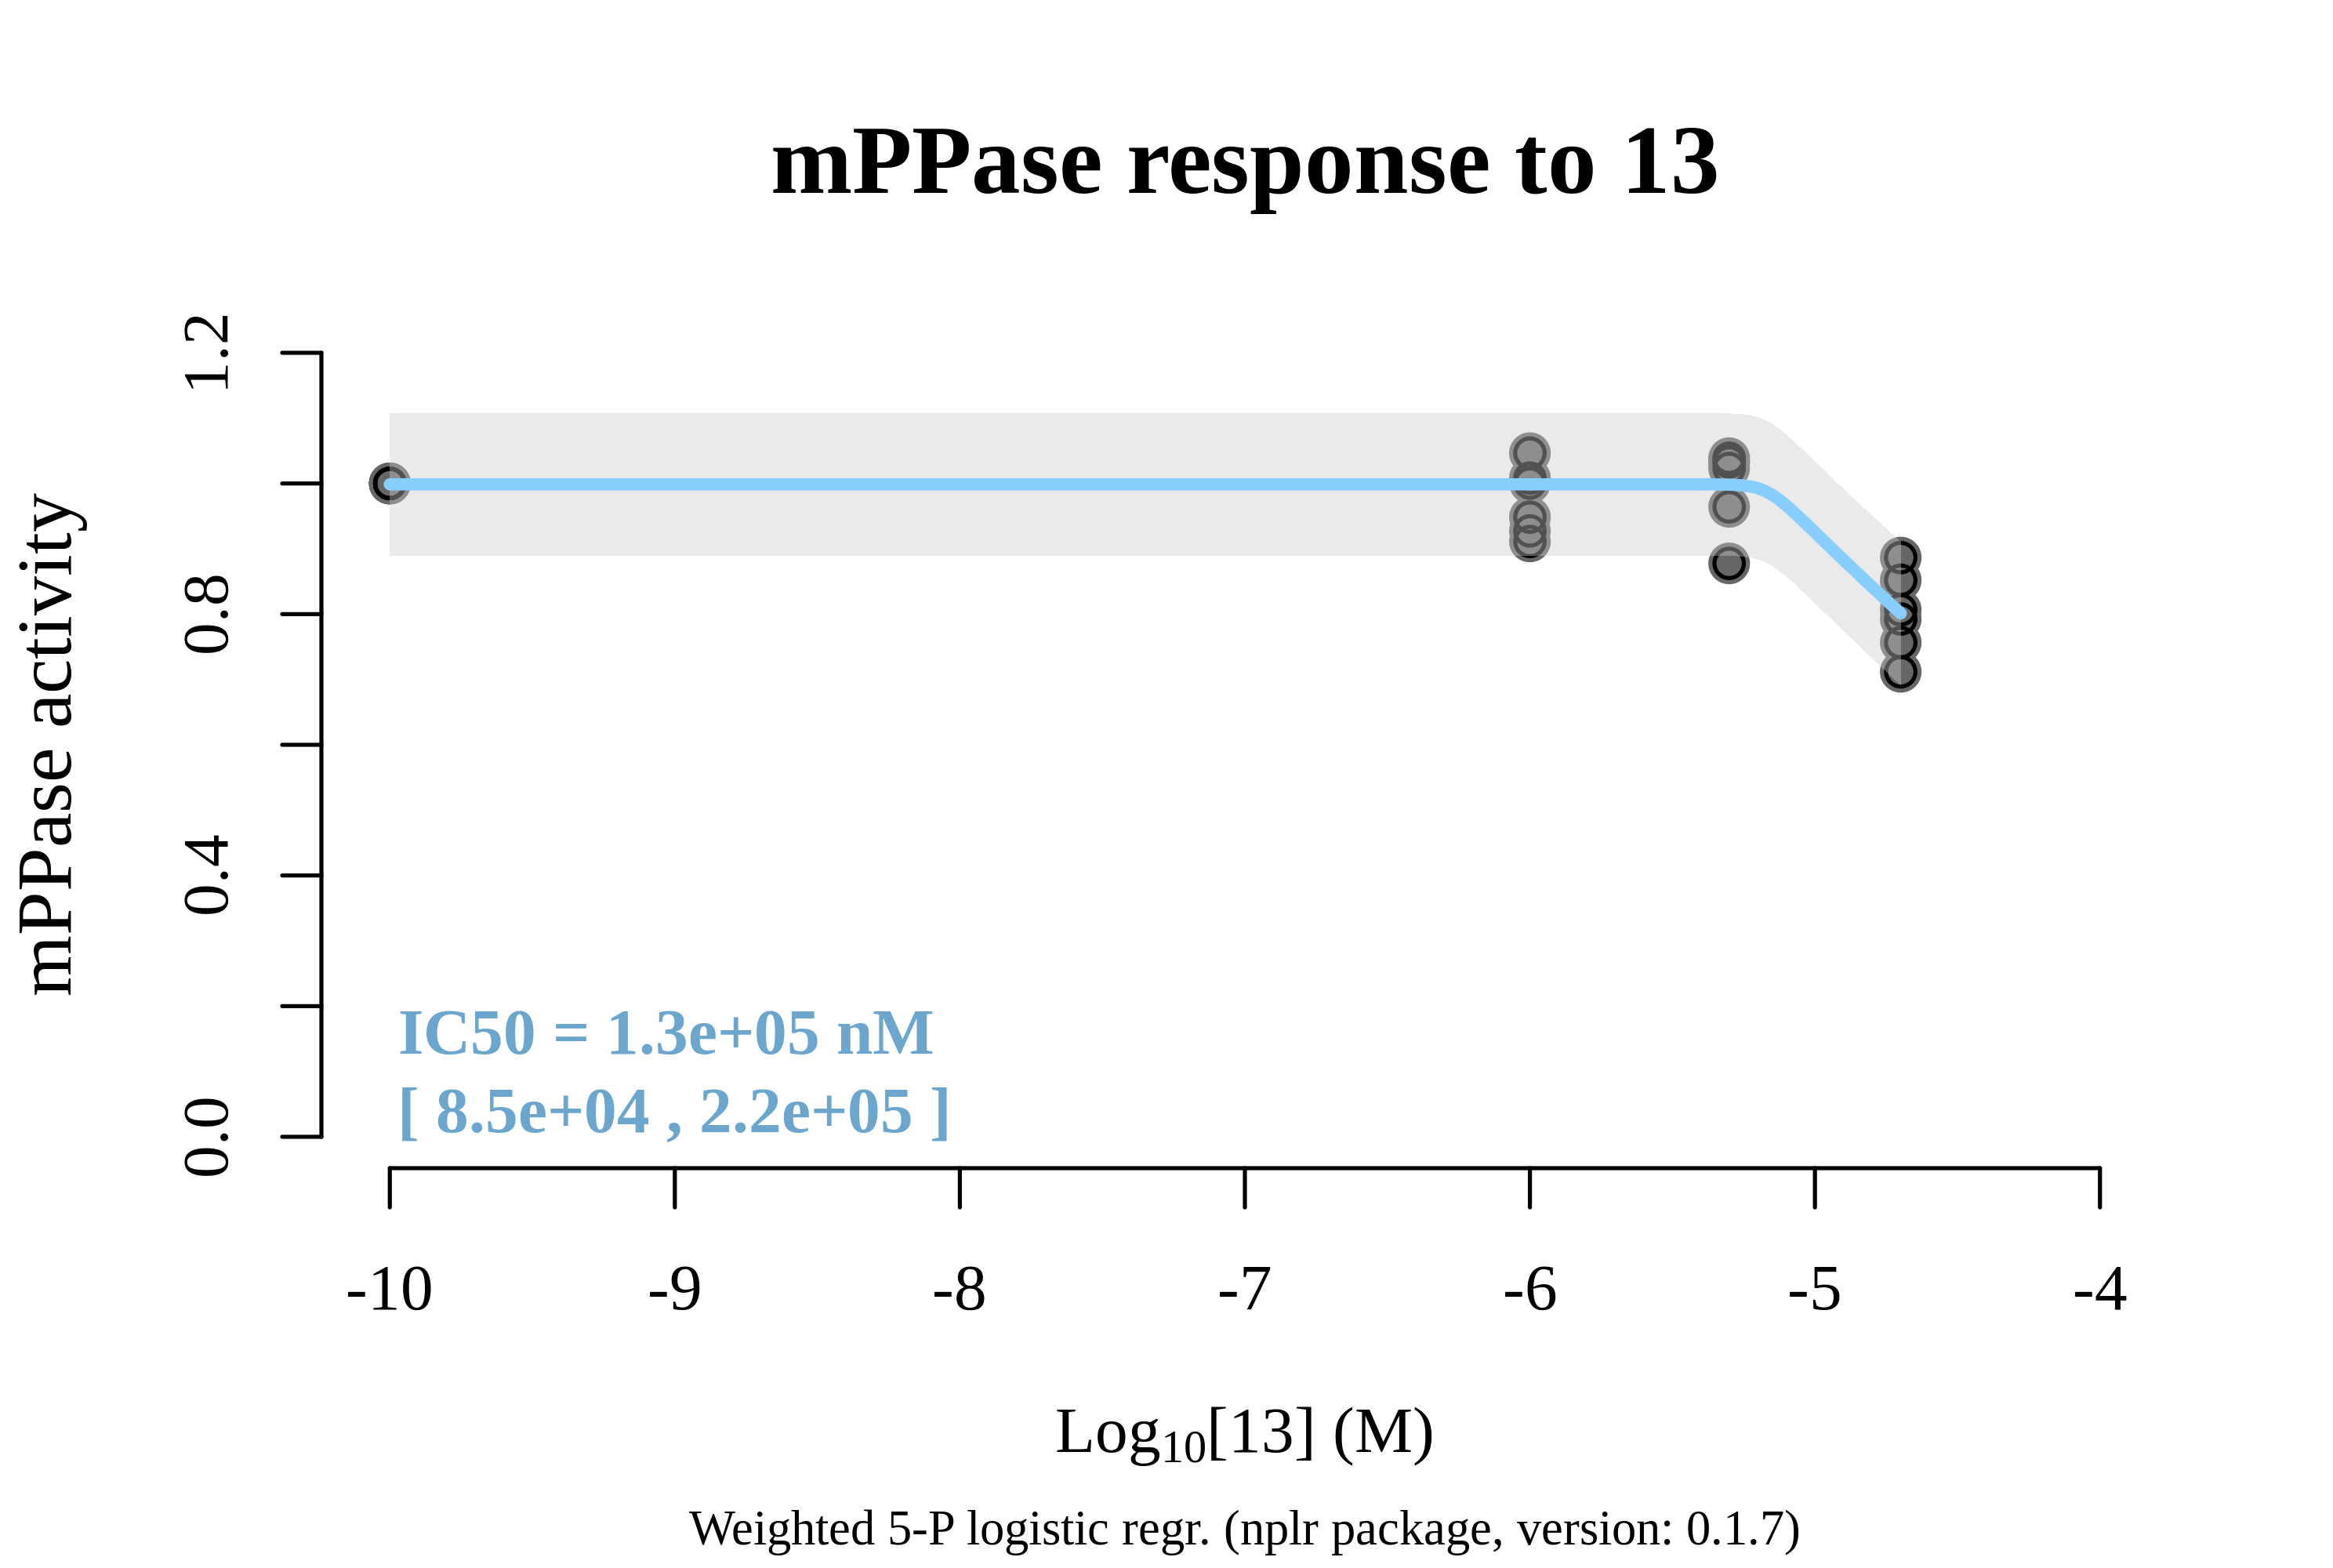 mPPase response to 13
mPPase activity
1.2
0.8
0.4
0.0
IC50 = 1.3e+05 nM
[ 8.5e+04 , 2.2e+05 ]
-10 -9 -8 -7 -6 -5 -4
Log10[13] (M)
Weighted 5-P logistic regr. (nplr package, version: 0.1.7)